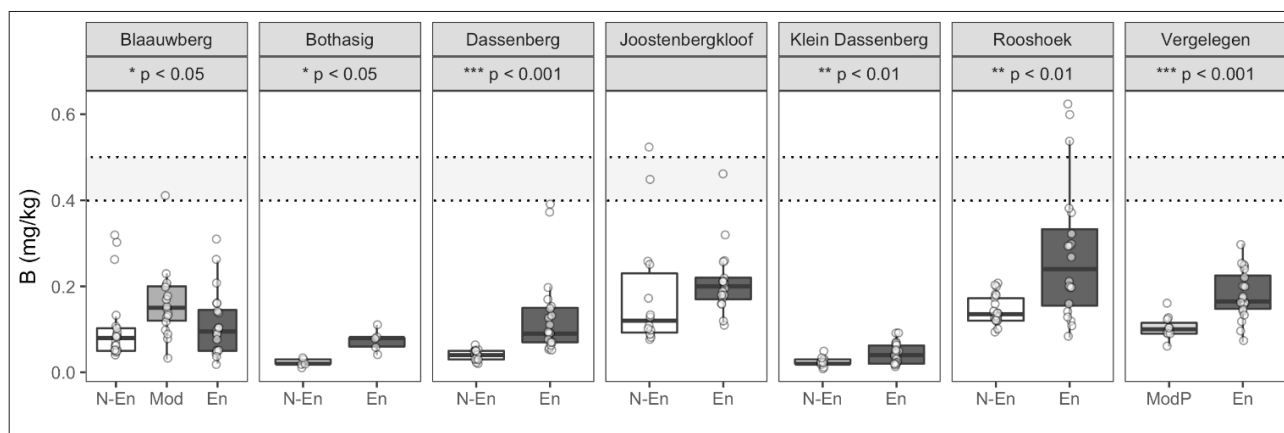 Blaauwberg Bothasig Dassenberg Joostenbergkloof Klein Dassenberg Rooshoek Vergelegen
* p < 0.05 * p < 0.05 *** p < 0.001 ** p < 0.01 ** p < 0.01 *** p < 0.001
B (mg/kg)
0.6
0.4
0.2
0.0
N-En Mod En N-En En N-En En N-En En N-En En N-En En ModP En